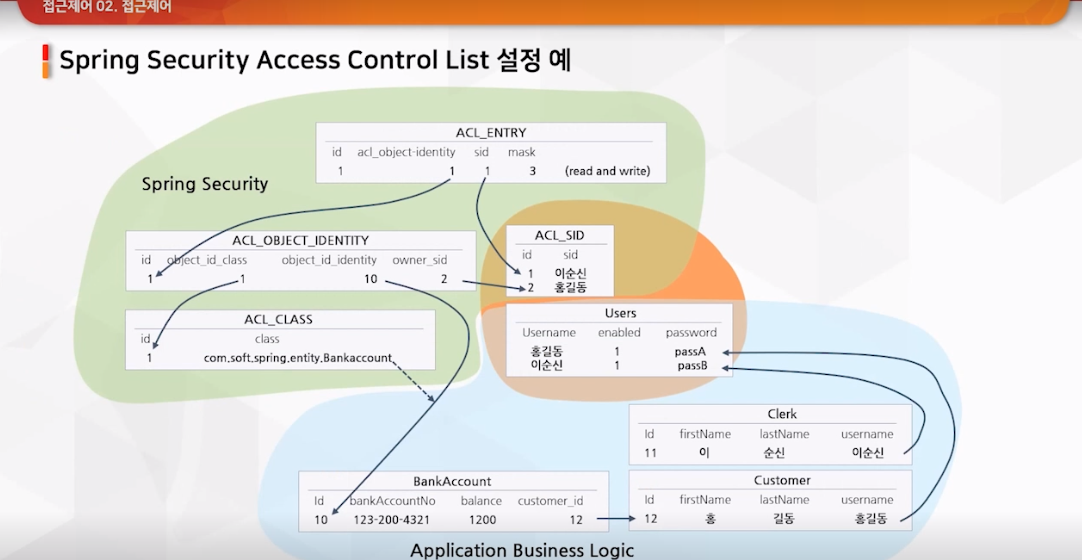 접근제어 02. 접근제어
Spring Security Access Control List 설정 예
ACL_ENTRY
id acl_object-identity sid mask
1 1 1 3 (read and write)
Spring Security
ACL_OBJECT_IDENTITY
id object_id_class object_id_identity owner_sid
1 1 10 2
ACL_SID
id sid
1 이순신
2 홍길동
ACL_CLASS
id class
1 com,soft,spring,entity,Bankaccount
Users
Username enabled password
홍길동 1 passA
이순신 1 passB
Clerk
Id firstName lastName username
11 이 순신 이순신
BankAccount
Id bankAccountNo balance customer_id
10 123-200-4321 1200 12
Customer
Id firstName lastName username
12 홍 길동 홍길동
Application Business Logic